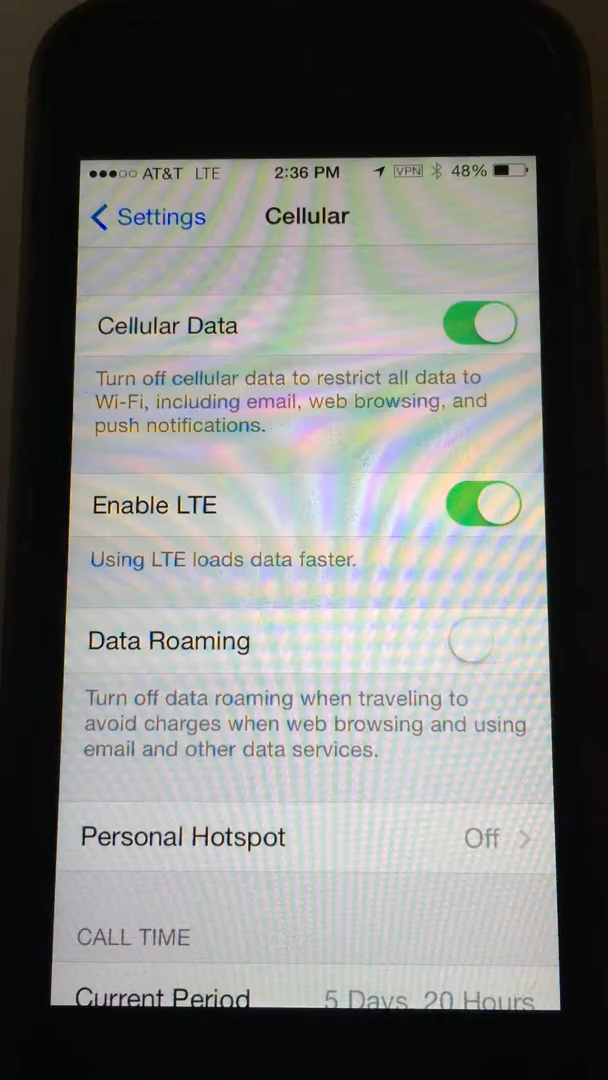 AT&T LTE 2:36 PM VPN 48%
Settings Cellular
Cellular Data
Turn off cellular data to restrict all data to
Wi-Fi, including email, web browsing, and
push notifications.
Enable LTE
Using LTE loads data faster.
Data Roaming
Turn off data roaming when traveling to
avoid charges when web browsing and using
email and other data services.
Personal Hotspot Off
CALL TIME
Current Period 5 Days, 20 Hours